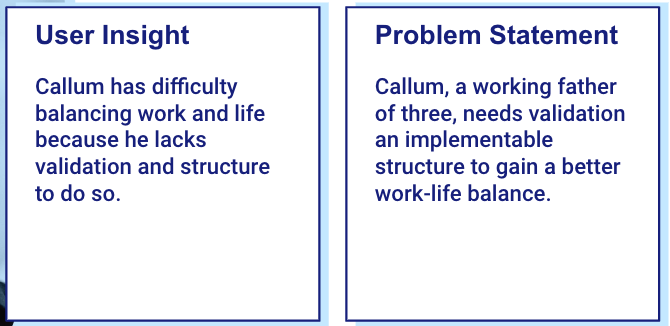 User Insight
Callum has difficulty
balancing work and life
because he lacks
validation and structure
to do so.
Problem Statement
Callum, a working father
of three, needs validation
an implementable
structure to gain a better
work-life balance.